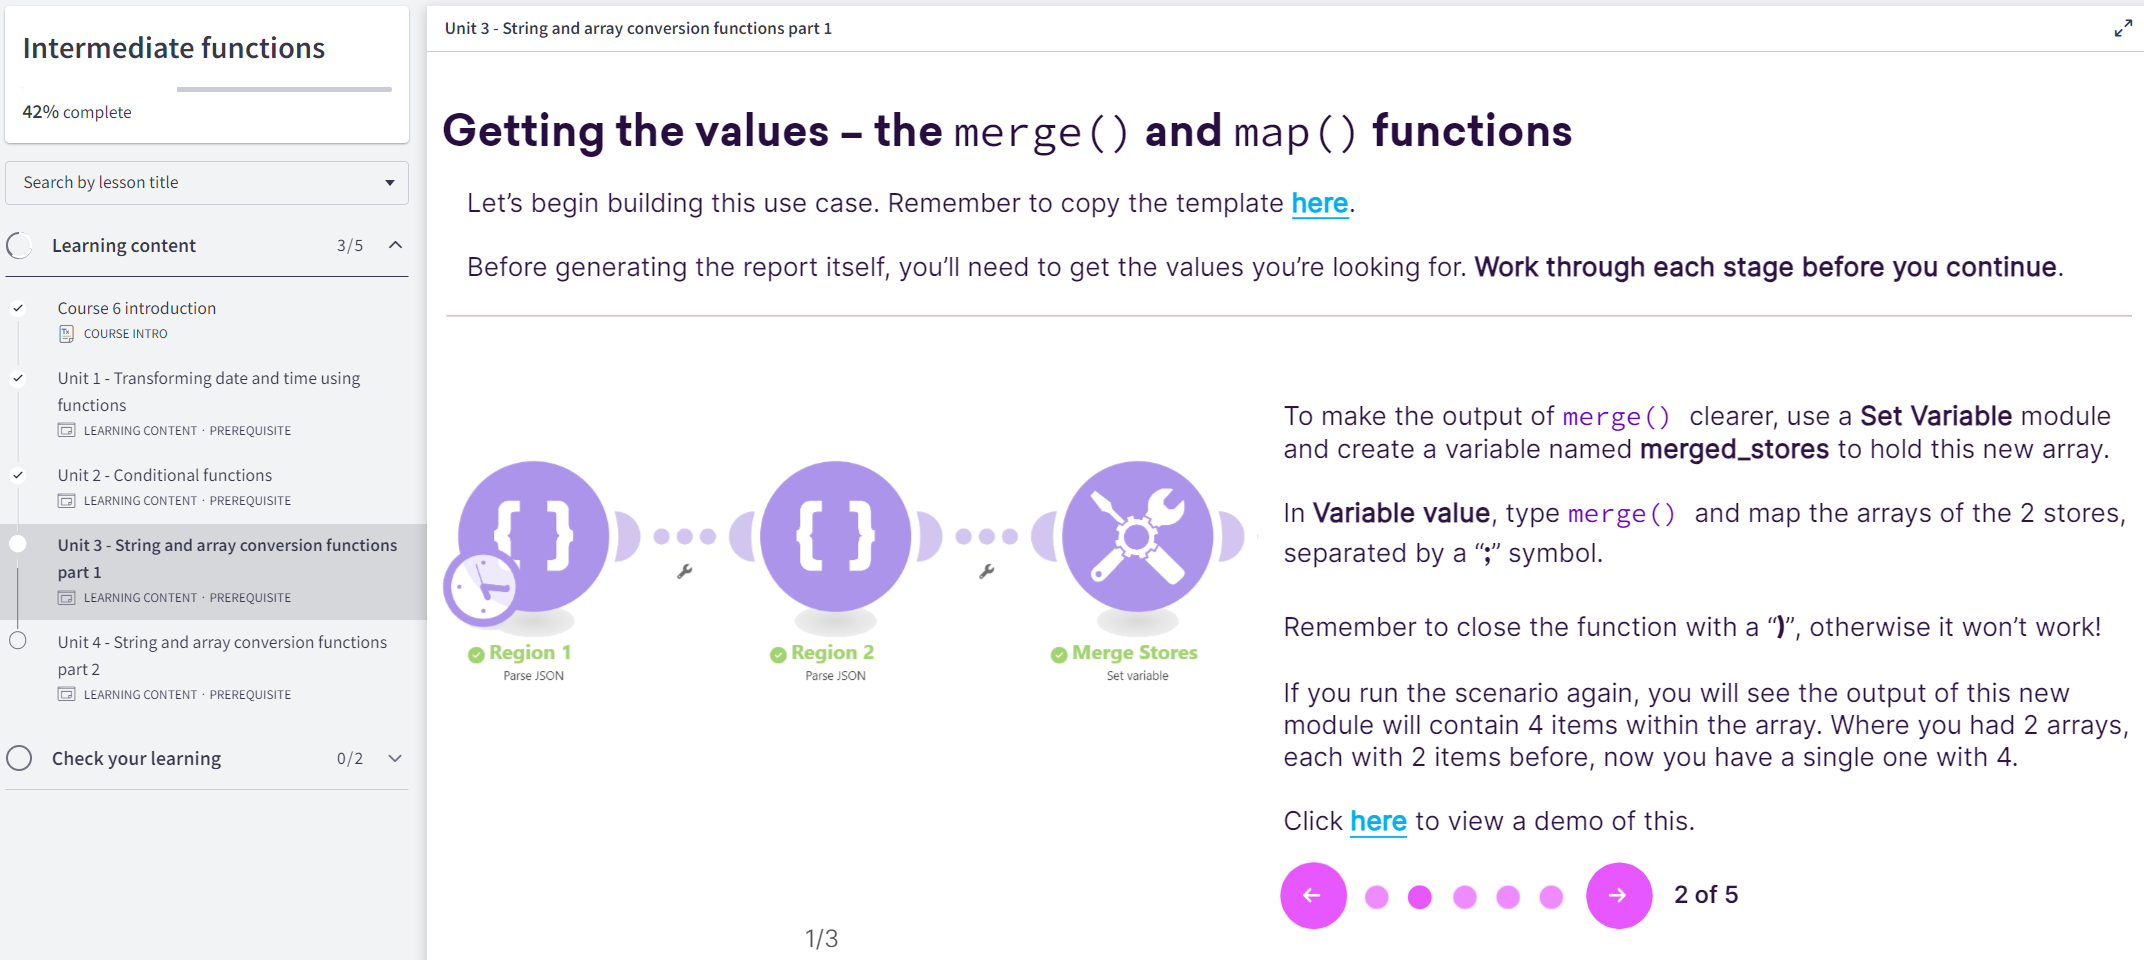 Intermediate functions
42% complete
Search by lesson title
Learning content 3/5
Course 6 introduction
COURSE INTRO
Unit 1 - Transforming date and time using
functions
LEARNING CONTENT · PREREQUISITE
Unit 2 - Conditional functions
LEARNING CONTENT · PREREQUISITE
Unit 3 - String and array conversion functions
part 1
LEARNING CONTENT · PREREQUISITE
Unit 4 - String and array conversion functions
part 2
LEARNING CONTENT · PREREQUISITE
Check your learning 0/2
Unit 3 - String and array conversion functions part 1
Getting the values – the merge() and map() functions
Let’s begin building this use case. Remember to copy the template here.
Before generating the report itself, you’ll need to get the values you’re looking for. Work through each stage before you continue.
{ } { }
Region 1 Region 2 Merge Stores
Parse JSON Parse JSON Set variable
1/3
To make the output of merge() clearer, use a Set Variable module
and create a variable named merged_stores to hold this new array.
In Variable value, type merge() and map the arrays of the 2 stores,
separated by a “;” symbol.
Remember to close the function with a “)”, otherwise it won’t work!
If you run the scenario again, you will see the output of this new
module will contain 4 items within the array. Where you had 2 arrays,
each with 2 items before, now you have a single one with 4.
Click here to view a demo of this.
2 of 5